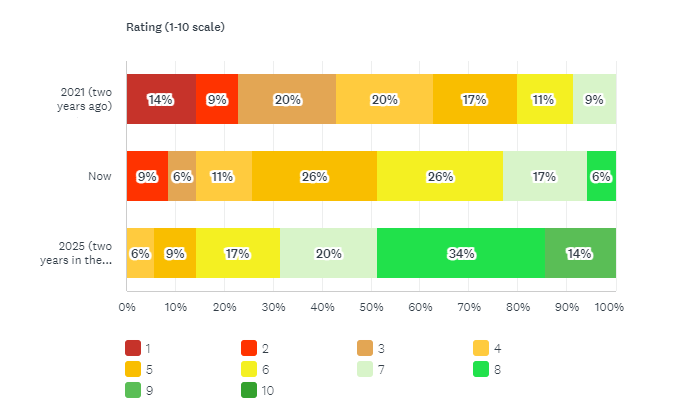 Rating (1-10 scale)
2021 (two
years ago)
14% 9% 20% 20% 17% 11% 9%
Now
9% 6% 11% 26% 26% 17% 6%
2025 (two
years in the...
6% 9% 17% 20% 34% 14%
0% 10% 20% 30% 40% 50% 60% 70% 80% 90% 100%
1 2 3 4
5 6 7 8
9 10